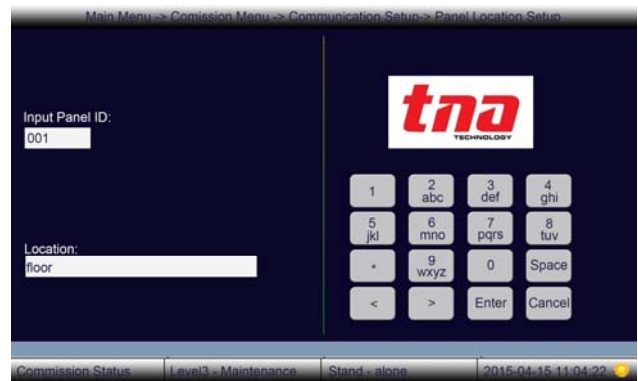 Main Menu -> Comission Menu -> Communication Setup-> Panel Location Setup
Input Panel ID:
001
Location:
floor
tna
TECHNOLOGY
1
2
abc
3
def
4
ghi
5
jkl
6
mno
7
pqrs
8
tuv
*
9
wxyz
0
Space
<
>
Enter
Cancel
Commission Status
Level3 - Maintenance
Stand - alone
2015-04-15 11:04:22